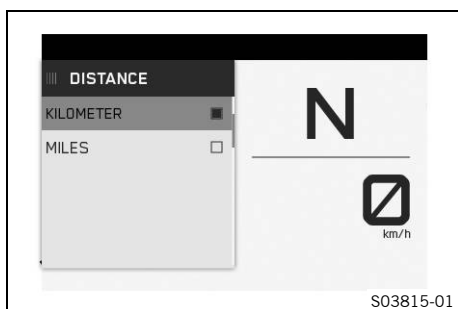 DISTANCE
KILOMETER
MILES
N
0
km/h
S03815-01